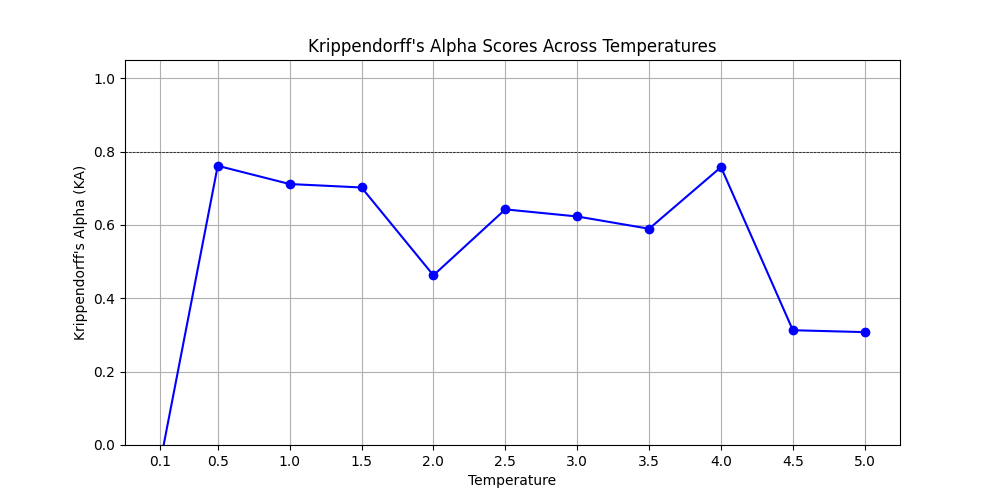 Krippendorff's Alpha Scores Across Temperatures
Krippendorff's Alpha (KA)
1.0
0.8
0.6
0.4
0.2
0.0
0.1 0.5 1.0 1.5 2.0 2.5 3.0 3.5 4.0 4.5 5.0
Temperature